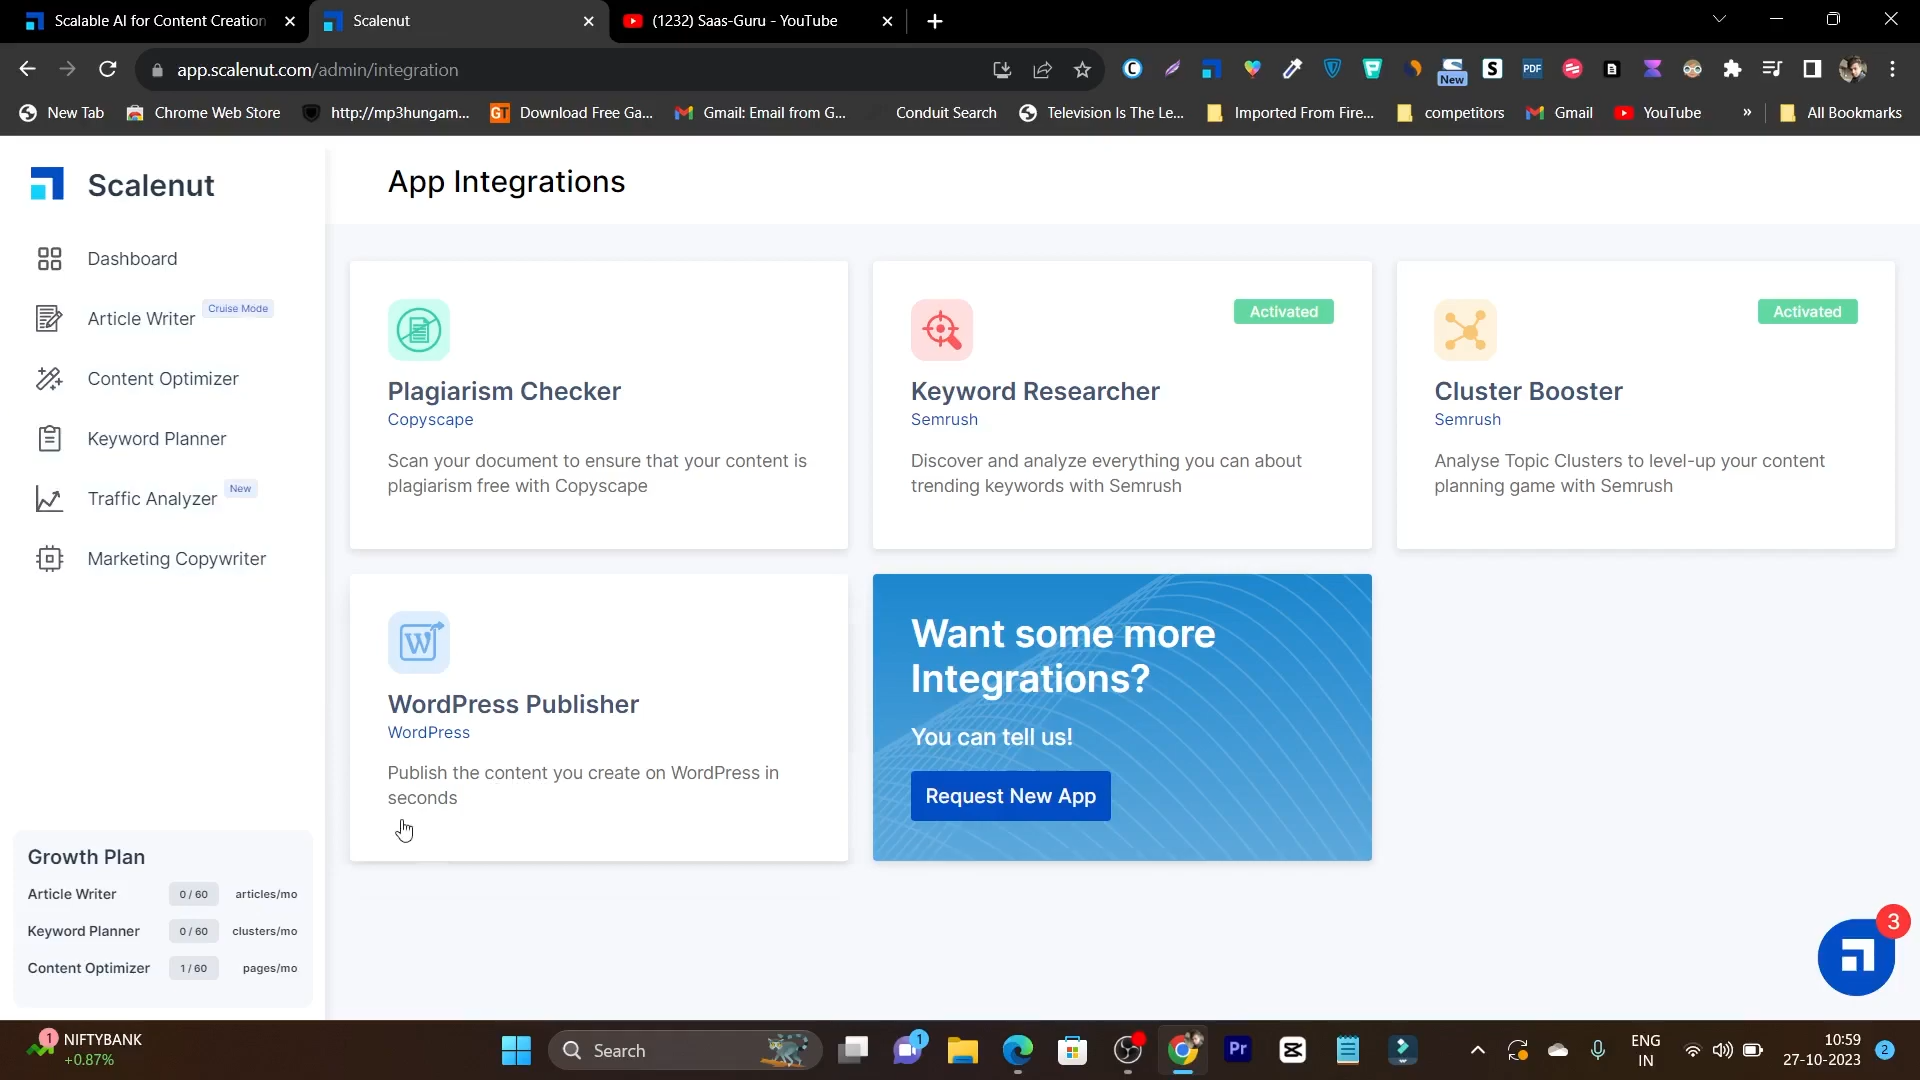 Scalable AI for Content Creation
Scalenut
(1232) Saas-Guru - YouTube
app.scalenut.com/admin/integration
New
PDF
New Tab
Chrome Web Store
http://mp3hungam...
GT
Download Free Ga...
Gmail: Email from G...
Conduit Search
Television Is The Le...
Imported From Fire...
competitors
Gmail
YouTube
»
All Bookmarks
Scalenut
App Integrations
Dashboard
Article Writer
Cruise Mode
Content Optimizer
Keyword Planner
Traffic Analyzer
New
Marketing Copywriter
Plagiarism Checker
Copyscape
Scan your document to ensure that your content is
plagiarism free with Copyscape
Activated
Keyword Researcher
Semrush
Discover and analyze everything you can about
trending keywords with Semrush
Activated
Cluster Booster
Semrush
Analyse Topic Clusters to level-up your content
planning game with Semrush
W
WordPress Publisher
WordPress
Publish the content you create on WordPress in
seconds
Want some more
Integrations?
You can tell us!
Request New App
Growth Plan
Article Writer 0 / 60 articles/mo
Keyword Planner 0 / 60 clusters/mo
Content Optimizer 1 / 60 pages/mo
3
1
NIFTYBANK
+0.87%
Search
1
Pr
ENG
IN
10:59
27-10-2023
2